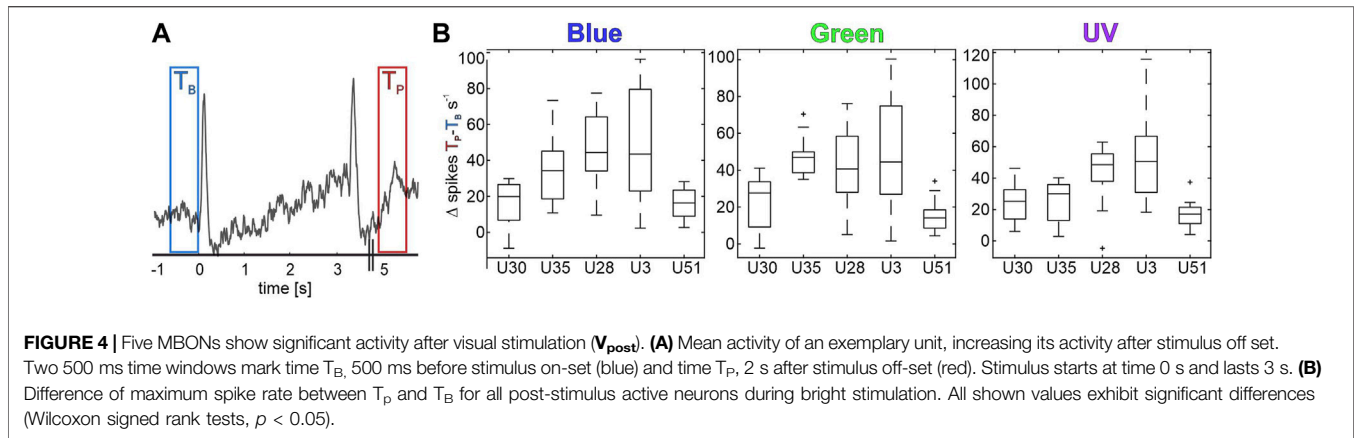 A
B
Blue
Green
UV
T_B
T_P
-1 0 1 2 3 5
time [s]
Δ spikes T_P-T_B s⁻¹
100
80
60
40
20
0
U30 U35 U28 U3 U51
100
80
60
40
20
0
U30 U35 U28 U3 U51
120
100
80
60
40
20
0
U30 U35 U28 U3 U51
FIGURE 4 | Five MBONs show significant activity after visual stimulation (V_post). (A) Mean activity of an exemplary unit, increasing its activity after stimulus off set.
Two 500 ms time windows mark time T_B, 500 ms before stimulus on-set (blue) and time T_P, 2 s after stimulus off-set (red). Stimulus starts at time 0 s and lasts 3 s. (B)
Difference of maximum spike rate between T_p and T_B for all post-stimulus active neurons during bright stimulation. All shown values exhibit significant differences
(Wilcoxon signed rank tests, p < 0.05).